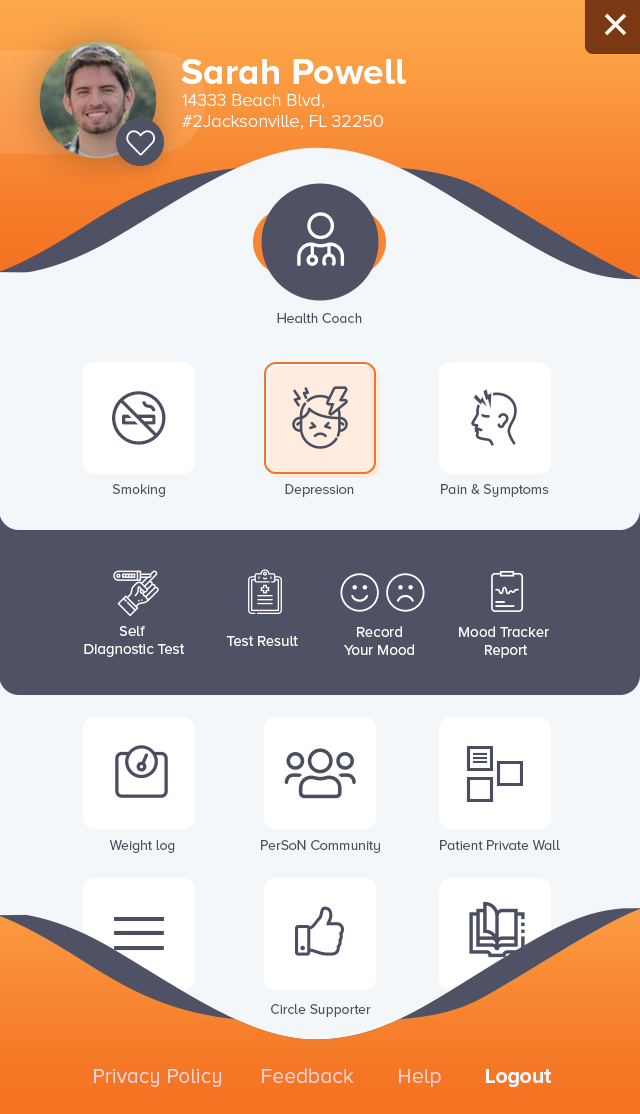 Sarah Powell
14333 Beach Blvd,
#2Jacksonville, FL 32250
Health Coach
Smoking
Depression
Pain & Symptoms
Self
Diagnostic Test
Test Result
Record
Your Mood
Mood Tracker
Report
Weight log
PerSoN Community
Patient Private Wall
Circle Supporter
Privacy Policy
Feedback
Help
Logout